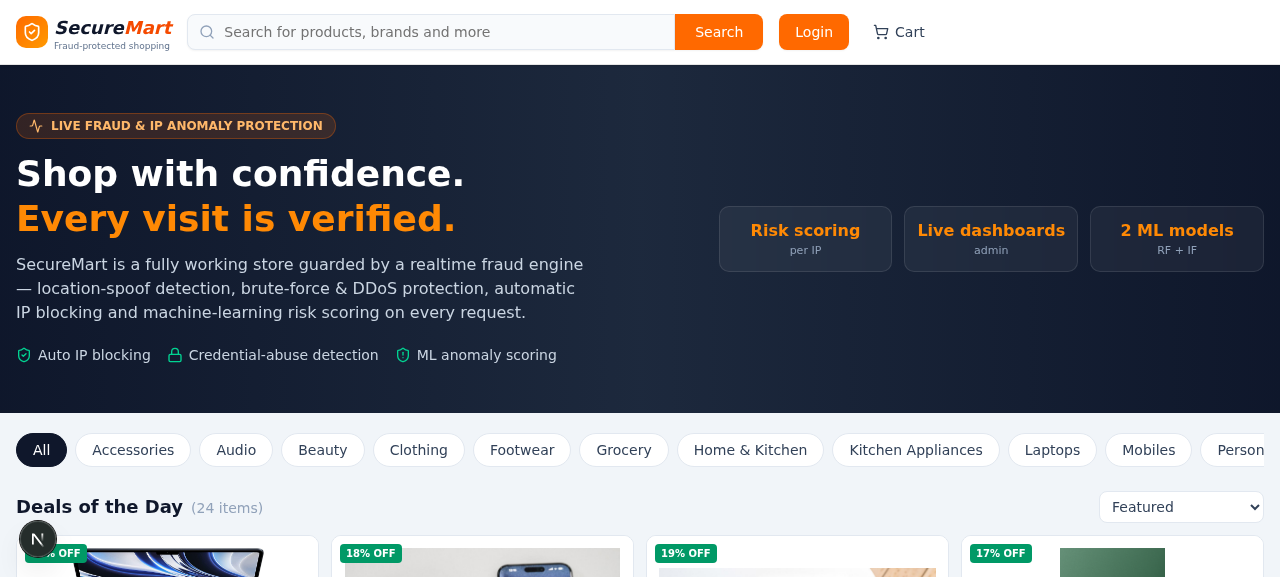 SecureMart
Fraud-protected shopping
Search for products, brands and more
Search
Login
Cart
LIVE FRAUD & IP ANOMALY PROTECTION
Shop with confidence.
Every visit is verified.
SecureMart is a fully working store guarded by a realtime fraud engine
— location-spoof detection, brute-force & DDoS protection, automatic
IP blocking and machine-learning risk scoring on every request.
Auto IP blocking
Credential-abuse detection
ML anomaly scoring
Risk scoring
per IP
Live dashboards
admin
2 ML models
RF + IF
All
Accessories
Audio
Beauty
Clothing
Footwear
Grocery
Home & Kitchen
Kitchen Appliances
Laptops
Mobiles
Person
Deals of the Day (24 items)
Featured
N
% OFF
18% OFF
19% OFF
17% OFF